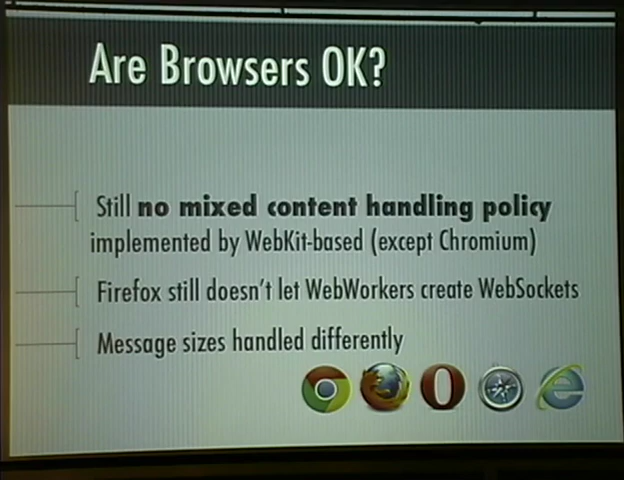 Are Browsers OK?
Still no mixed content handling policy
implemented by WebKit-based (except Chromium)
Firefox still doesn't let WebWorkers create WebSockets
Message sizes handled differently